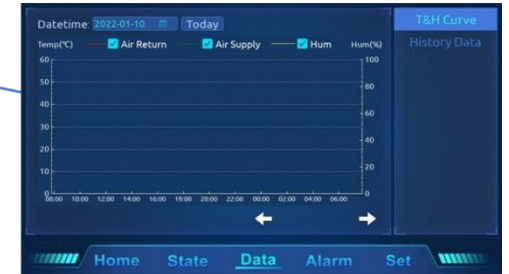 Datetime: 2022-01-10 Today
T&H Curve
History Data
Temp(℃) Air Return Air Supply Hum Hum(%)
60 100
50
80
40
60
30
40
20
20
10
0 0
08:00 10:00 12:00 14:00 16:00 18:00 20:00 22:00 00:00 02:00 04:00 06:00
Home State Data Alarm Set